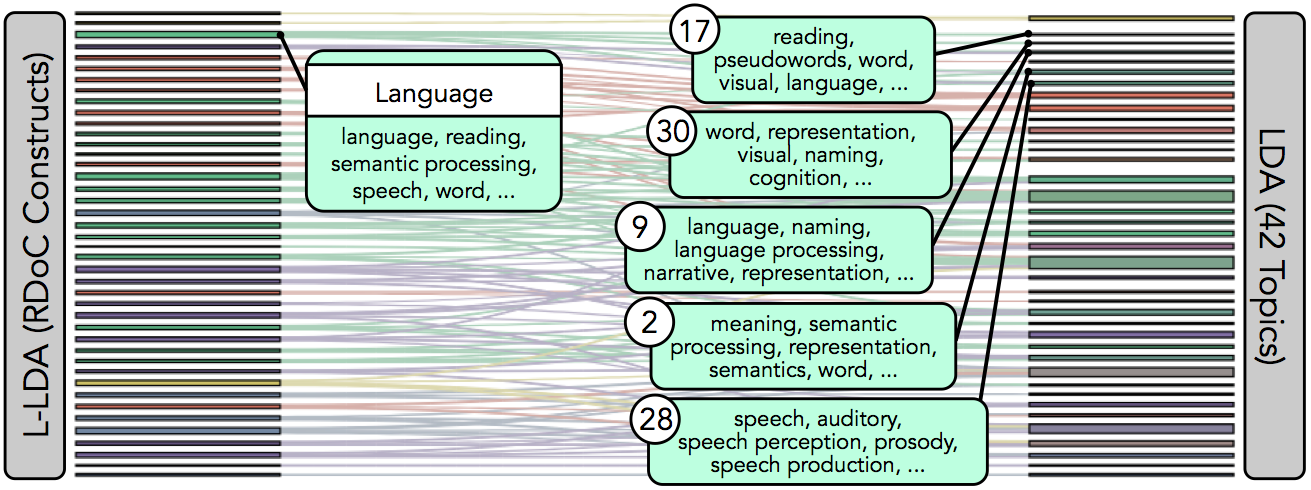 L-LDA (RDoC Constructs)
Language
language, reading,
semantic processing,
speech, word, ...
17
reading,
pseudowords, word,
visual, language, ...
30
word, representation,
visual, naming,
cognition, ...
9
language, naming,
language processing,
narrative, representation, ...
2
meaning, semantic
processing, representation,
semantics, word, ...
28
speech, auditory,
speech perception, prosody,
speech production, ...
LDA (42 Topics)